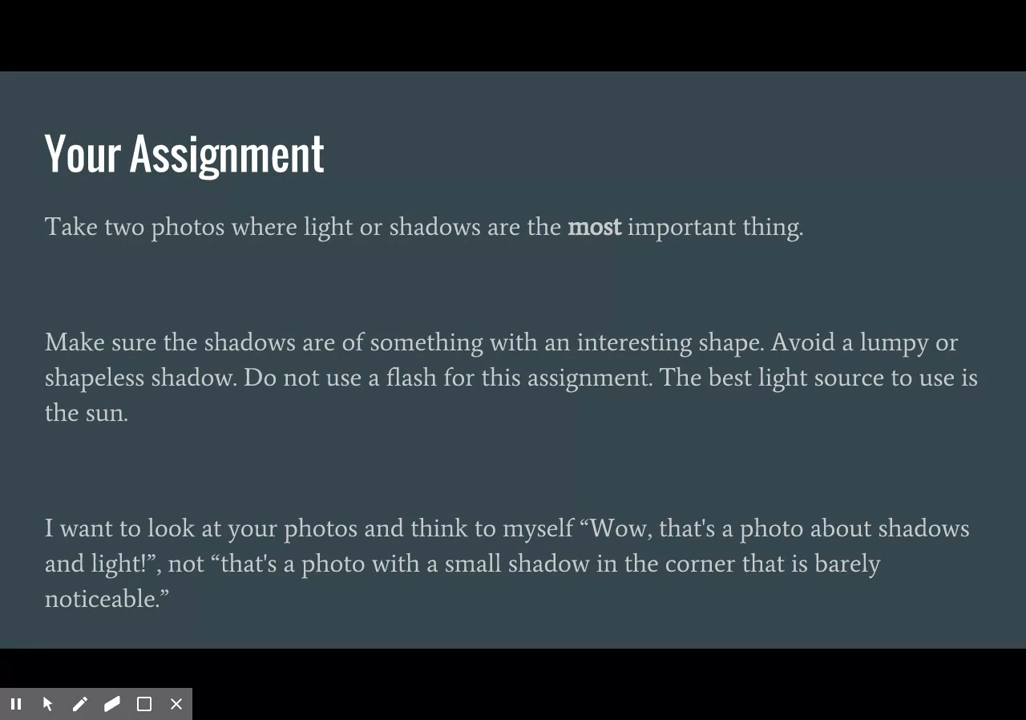 Your Assignment
Take two photos where light or shadows are the most important thing.
Make sure the shadows are of something with an interesting shape. Avoid a lumpy or
shapeless shadow. Do not use a flash for this assignment. The best light source to use is
the sun.
I want to look at your photos and think to myself “Wow, that's a photo about shadows
and light!”, not “that's a photo with a small shadow in the corner that is barely
noticeable.”